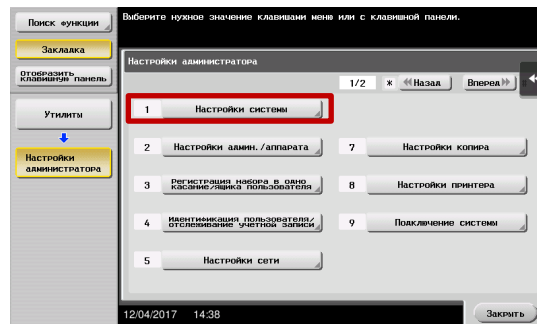 Выберите нужное значение клавишами меню или с клавишной панели.
Поиск функции
Закладка
Отобразить
клавишную панель
Утилиты
Настройки
администратора
Настройки администратора
1/2 * Назад Вперед
1 Настройки системы
2 Настройки админ./аппарата
3 Регистрация набора в одно
касание/ящика пользователя
4 Идентификация пользователя/
отслеживание учетной записи
5 Настройки сети
7 Настройки копира
8 Настройки принтера
9 Подключение системы
12/04/2017 14:38
Закрыть